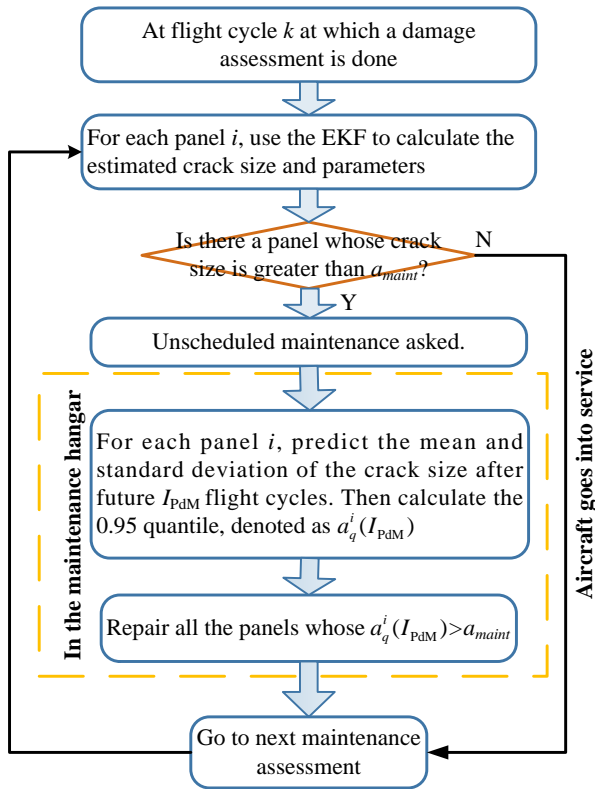 At flight cycle k at which a damage
assessment is done
For each panel i, use the EKF to calculate the
estimated crack size and parameters
Is there a panel whose crack
size is greater than a_maint?
N
Y
Unscheduled maintenance asked.
In the maintenance hangar
For each panel i, predict the mean and
standard deviation of the crack size after
future I_PdM flight cycles. Then calculate the
0.95 quantile, denoted as a_q^i(I_PdM)
Repair all the panels whose a_q^i(I_PdM)>a_maint
Aircraft goes into service
Go to next maintenance
assessment